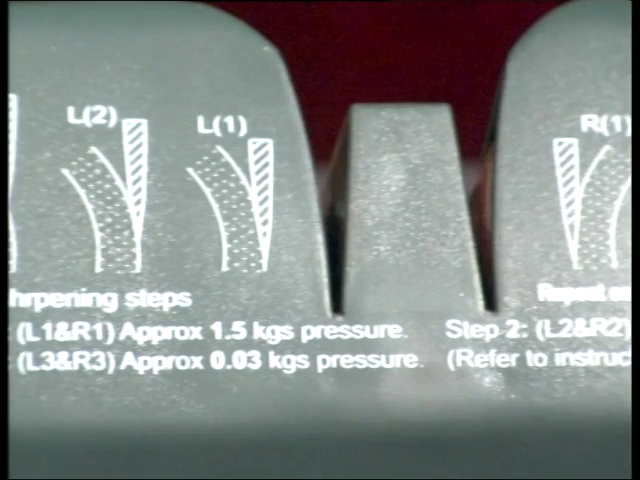 L(2)
L(1)
R(1)
hrpening steps
Repeat
(L1&R1) Approx 1.5 kgs pressure. Step 2: (L2&R2)
(L3&R3) Approx 0.03 kgs pressure. (Refer to instruc